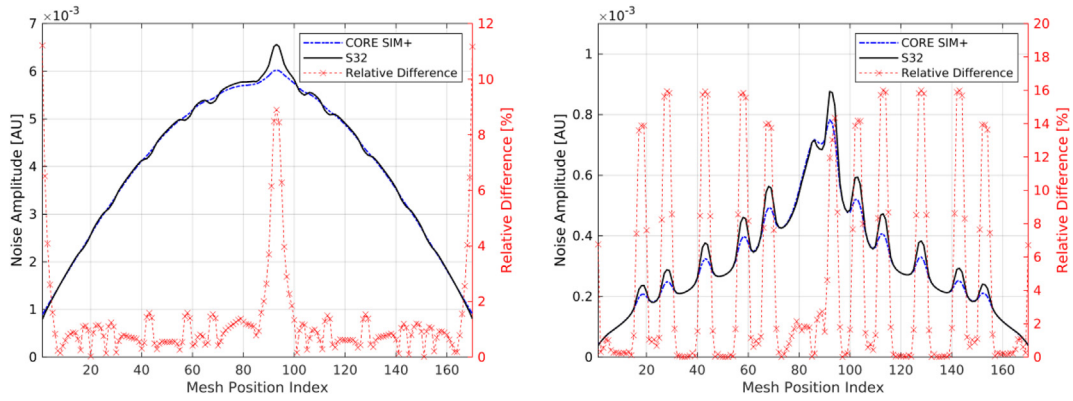 ×10⁻³
7
6
5
4
3
2
1
0
Noise Amplitude [AU]
20 40 60 80 100 120 140 160
Mesh Position Index
12
10
8
6
4
2
0
Relative Difference [%]
CORE SIM+
S32
Relative Difference
×10⁻³
1
0.8
0.6
0.4
0.2
0
Noise Amplitude [AU]
20 40 60 80 100 120 140 160
Mesh Position Index
20
18
16
14
12
10
8
6
4
2
0
Relative Difference [%]
CORE SIM+
S32
Relative Difference